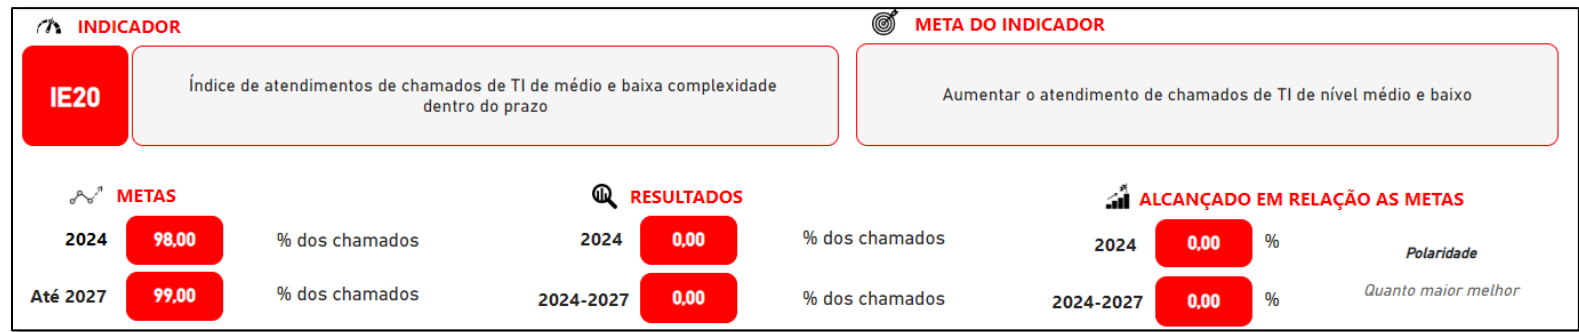 INDICADOR
META DO INDICADOR
IE20
Índice de atendimentos de chamados de TI de médio e baixa complexidade
dentro do prazo
Aumentar o atendimento de chamados de TI de nível médio e baixo
METAS
2024 98,00 % dos chamados
Até 2027 99,00 % dos chamados
RESULTADOS
2024 0,00 % dos chamados
2024-2027 0,00 % dos chamados
ALCANÇADO EM RELAÇÃO AS METAS
2024 0,00 %
2024-2027 0,00 %
Polaridade
Quanto maior melhor